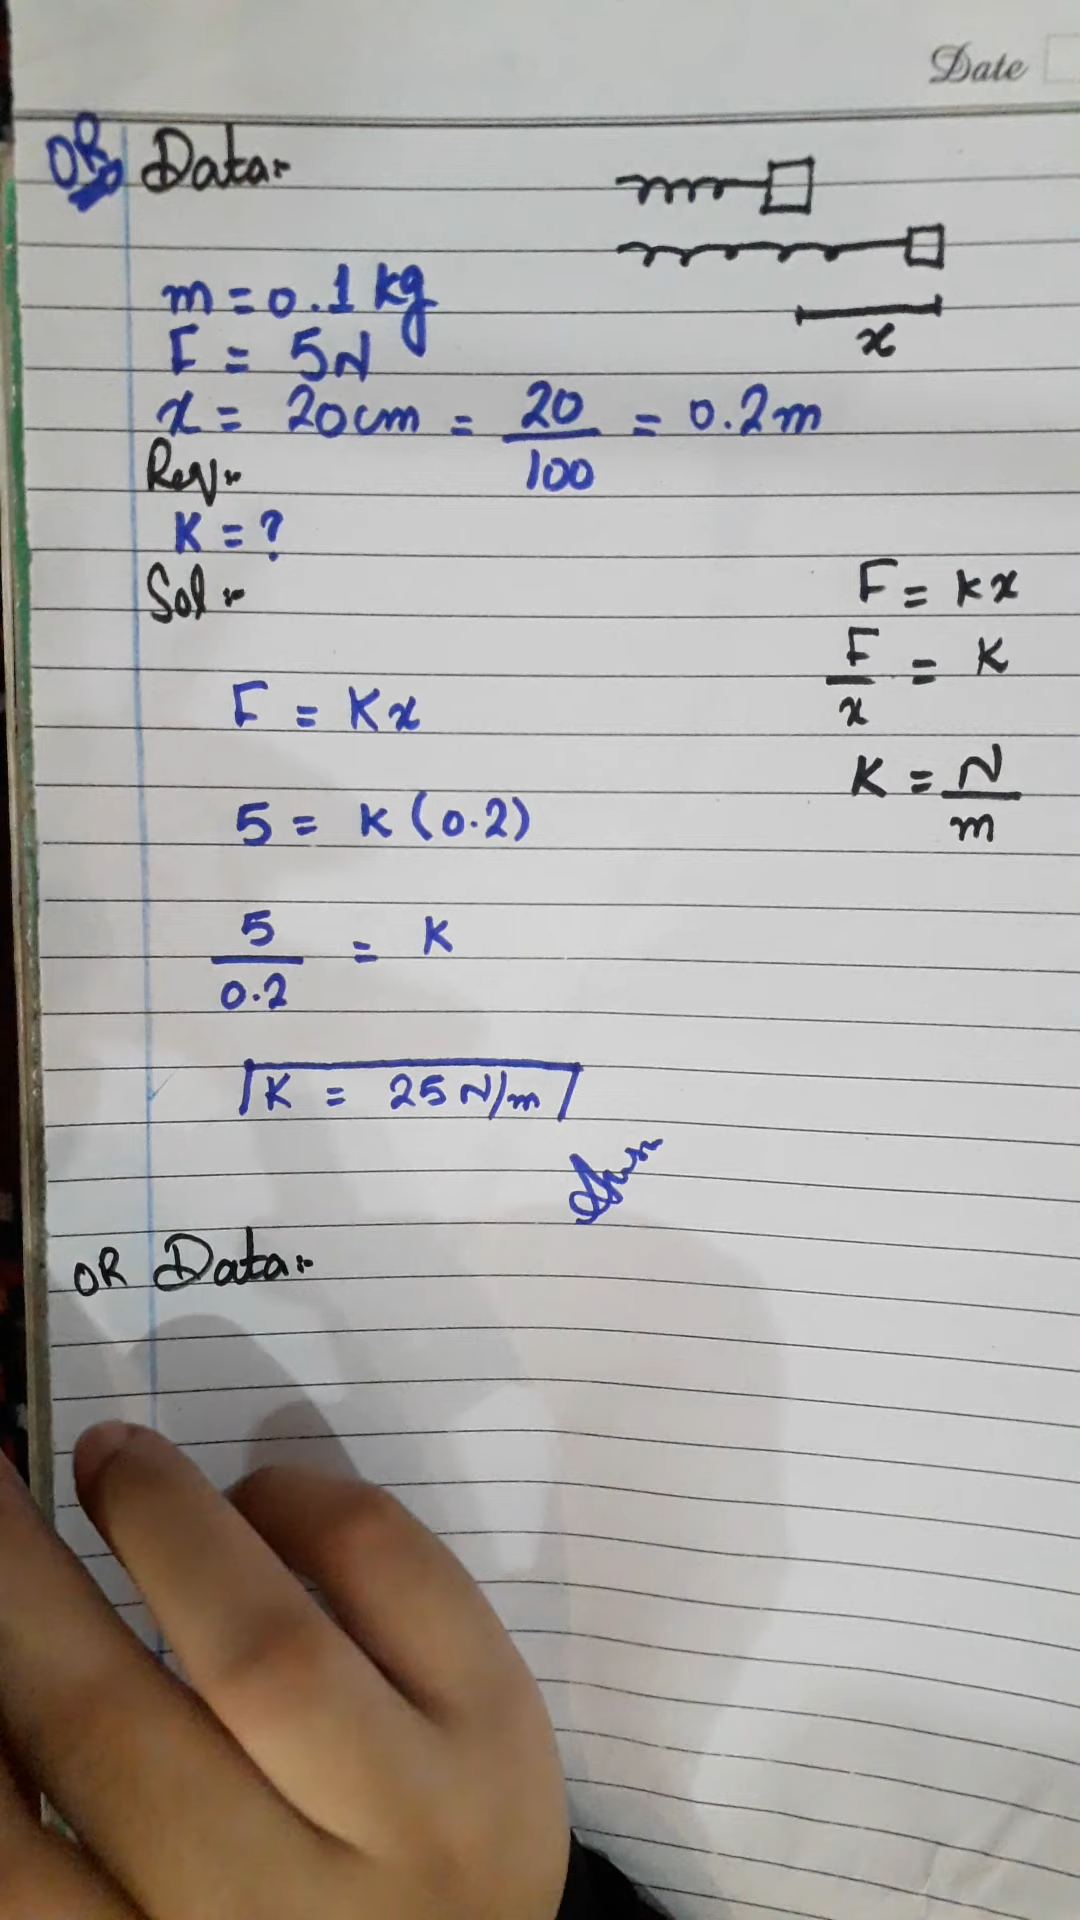 Date
OR Data:-
m = 0.1 kg
F = 5N
x = 20cm = 20/100 = 0.2m
x
Req:-
K = ?
Sol:-
F = Kx
F/x = K
K = N/m
F = Kx
5 = K(0.2)
5/0.2 = K
K = 25 N/m
Ans
OR Data:-